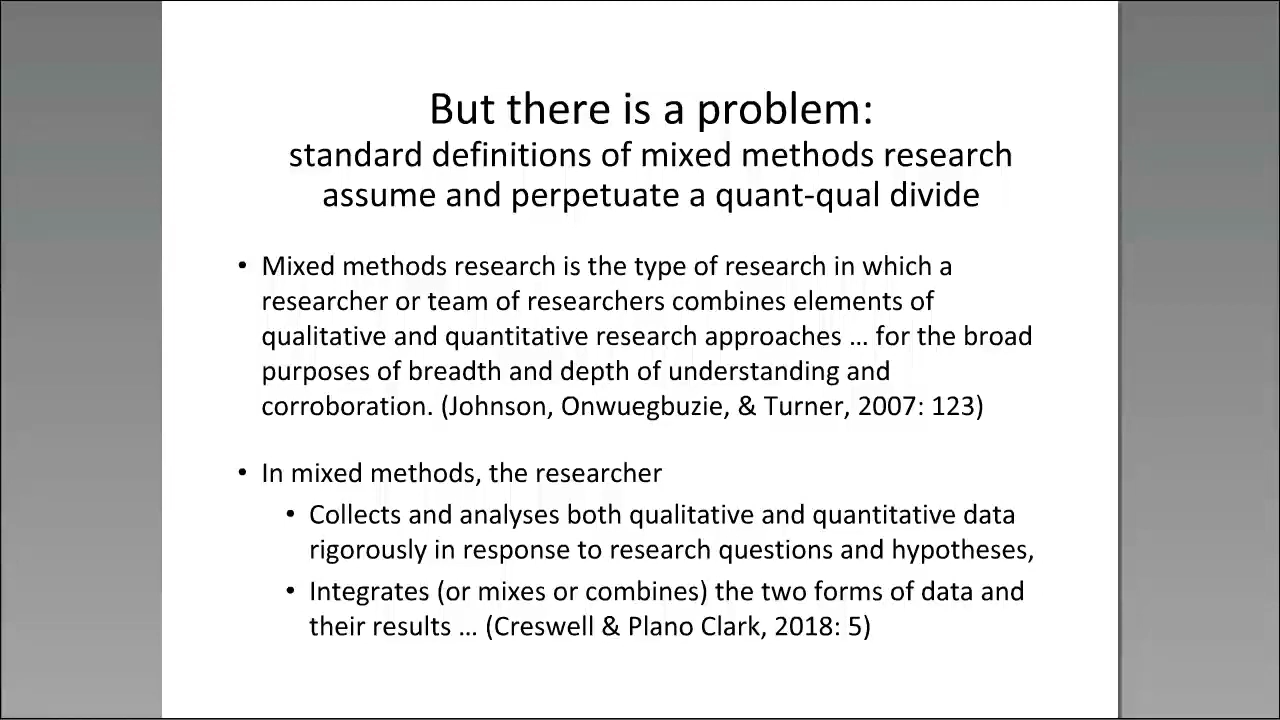 But there is a problem:
standard definitions of mixed methods research
assume and perpetuate a quant-qual divide
• Mixed methods research is the type of research in which a
researcher or team of researchers combines elements of
qualitative and quantitative research approaches … for the broad
purposes of breadth and depth of understanding and
corroboration. (Johnson, Onwuegbuzie, & Turner, 2007: 123)
• In mixed methods, the researcher
• Collects and analyses both qualitative and quantitative data
rigorously in response to research questions and hypotheses,
• Integrates (or mixes or combines) the two forms of data and
their results … (Creswell & Plano Clark, 2018: 5)